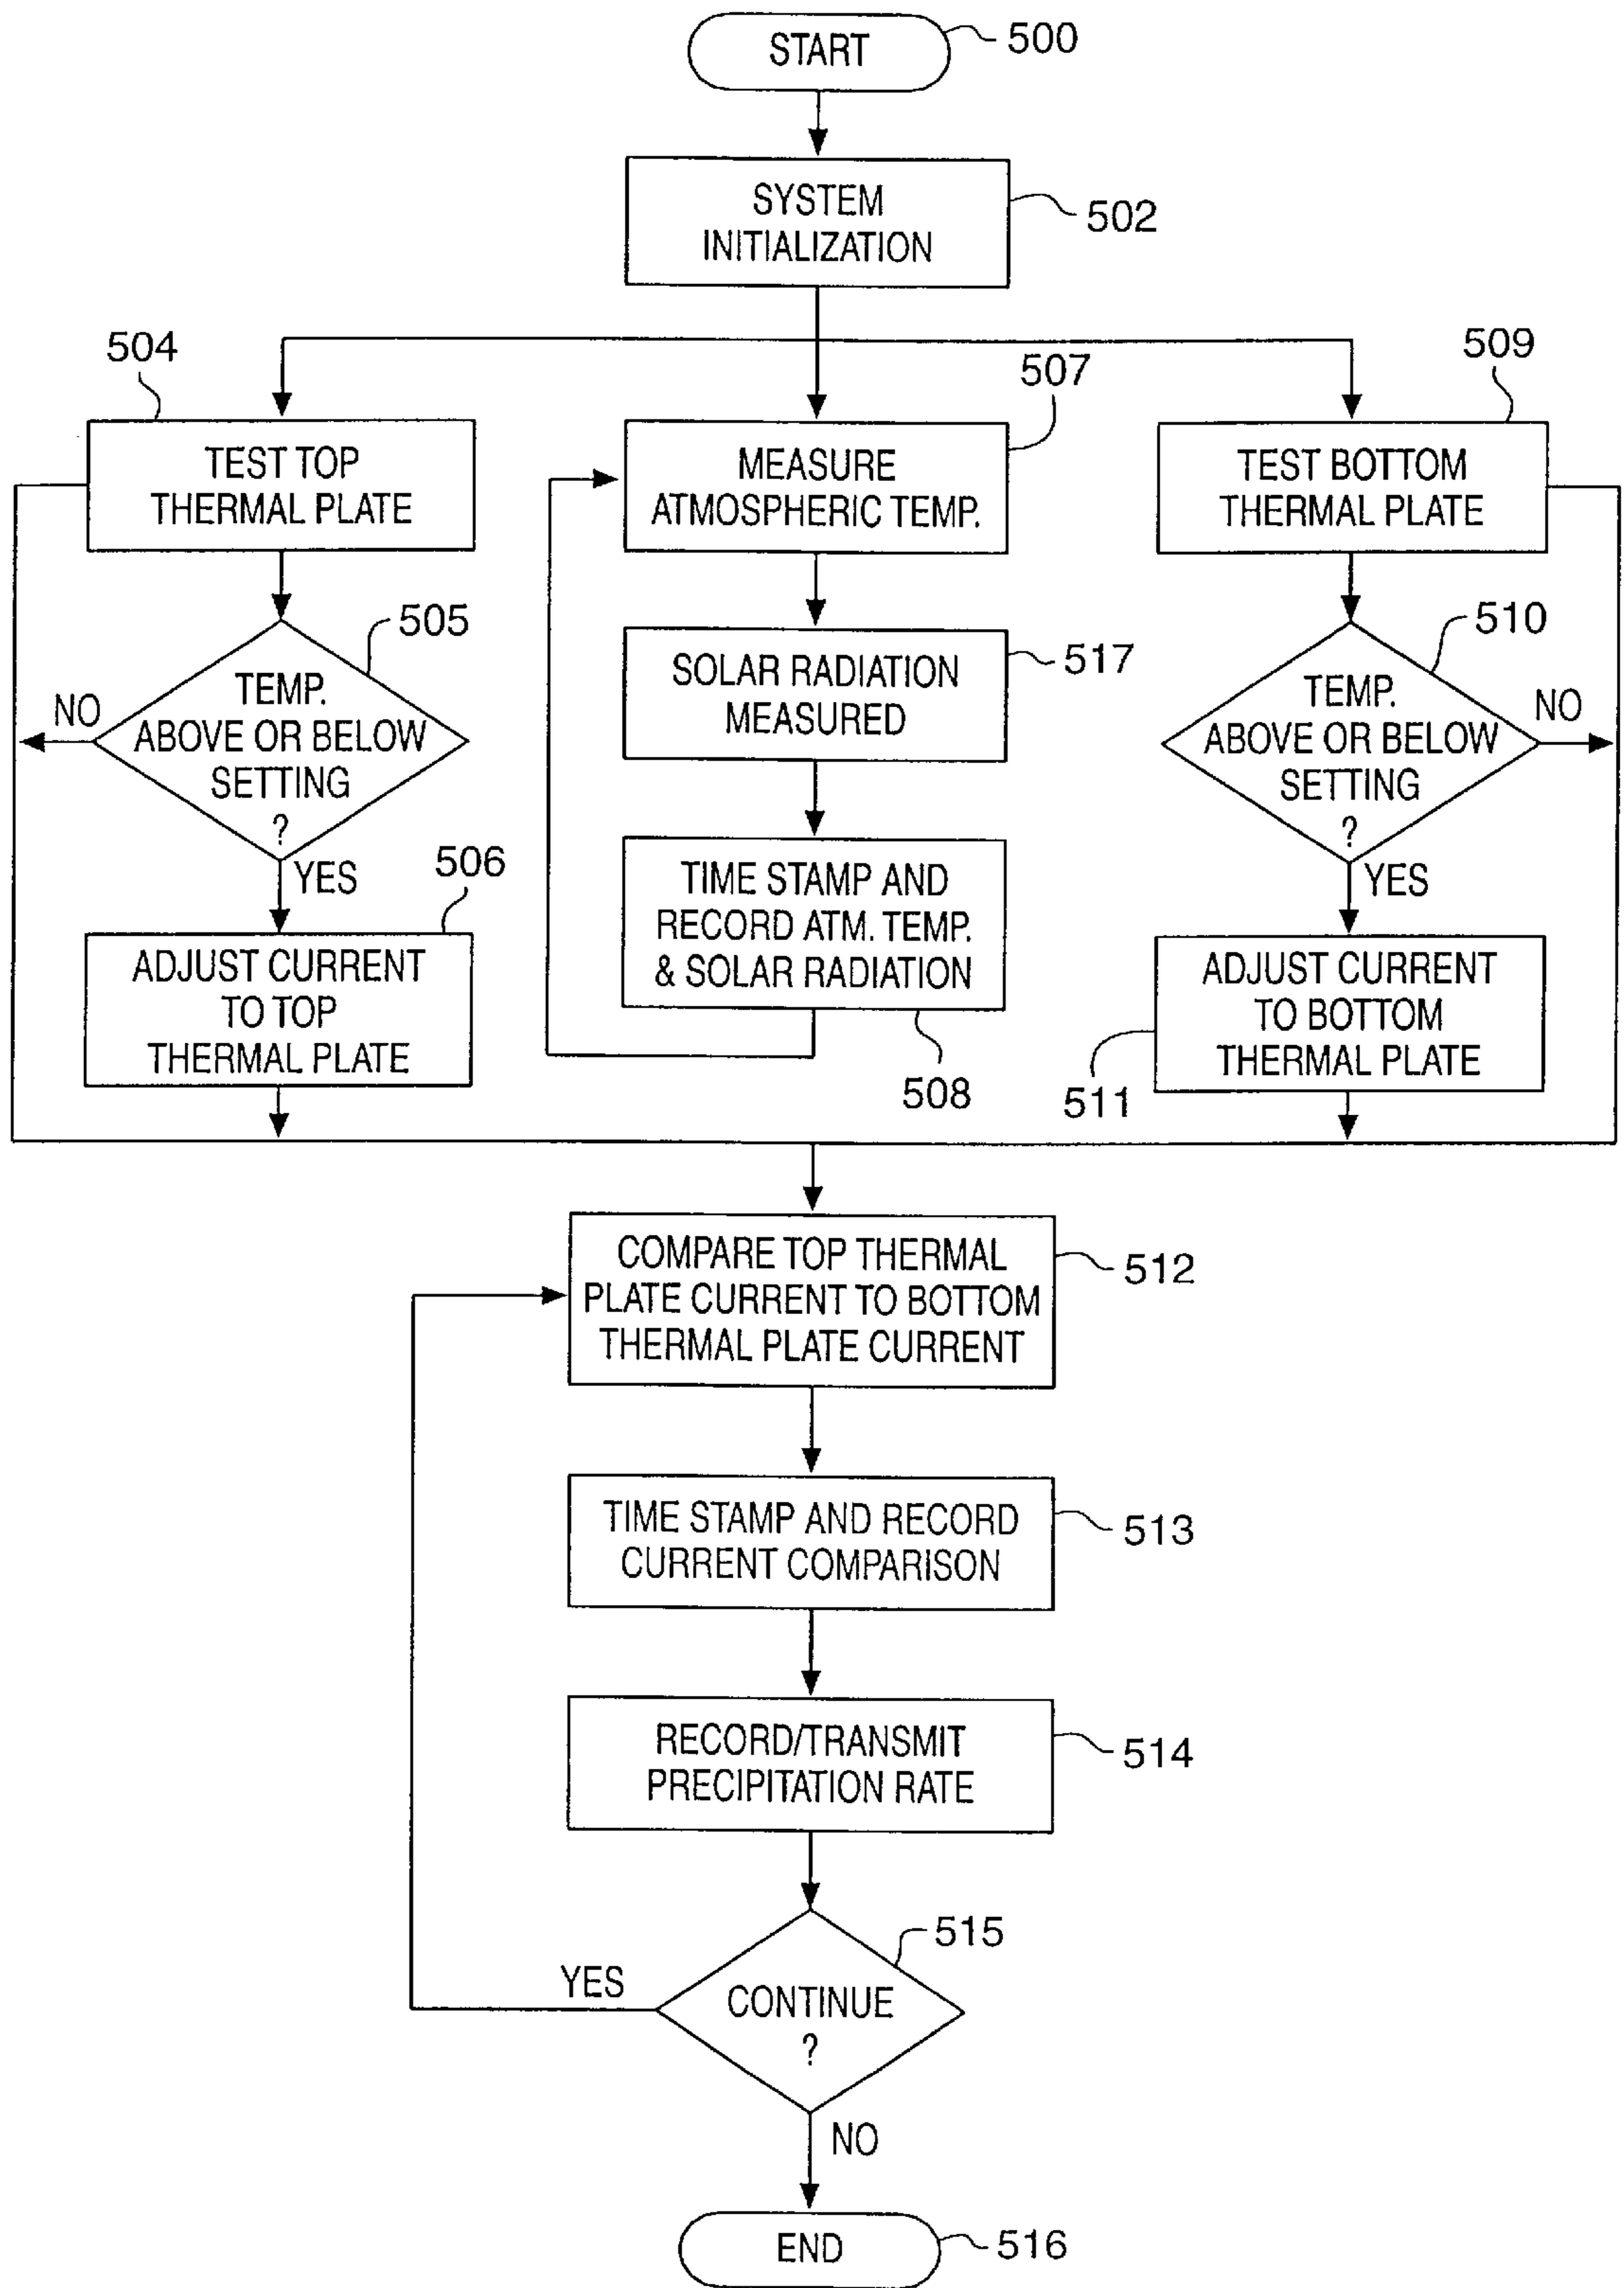 START
500
SYSTEM
INITIALIZATION
502
504
TEST TOP
THERMAL PLATE
507
MEASURE
ATMOSPHERIC TEMP.
509
TEST BOTTOM
THERMAL PLATE
505
TEMP.
ABOVE OR BELOW
SETTING
?
NO
YES
517
SOLAR RADIATION
MEASURED
510
TEMP.
ABOVE OR BELOW
SETTING
?
NO
YES
506
ADJUST CURRENT
TO TOP
THERMAL PLATE
TIME STAMP AND
RECORD ATM. TEMP.
& SOLAR RADIATION
508
ADJUST CURRENT
TO BOTTOM
THERMAL PLATE
511
COMPARE TOP THERMAL
PLATE CURRENT TO BOTTOM
THERMAL PLATE CURRENT
512
TIME STAMP AND RECORD
CURRENT COMPARISON
513
RECORD/TRANSMIT
PRECIPITATION RATE
514
515
YES
CONTINUE
?
NO
END
516